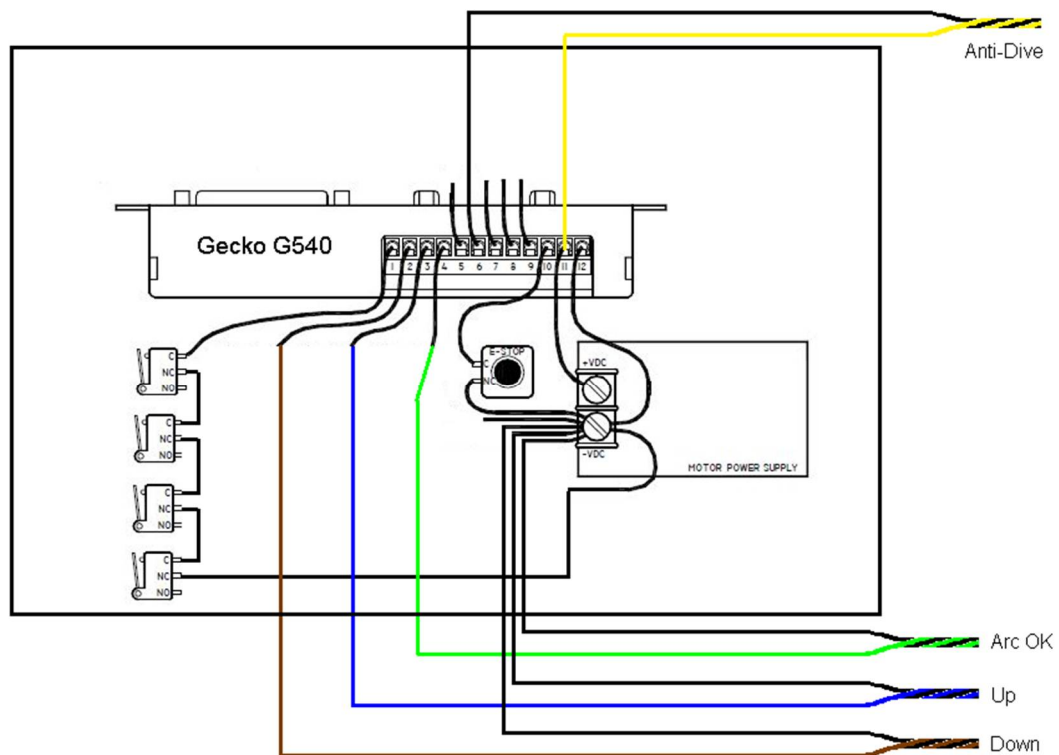 Anti-Dive
Gecko G540
1 2 3 4 5 6 7 8 9 10 11 12
E-STOP
C
NC
+VDC
-VDC
MOTOR POWER SUPPLY
C
NC
NO
C
NC
NO
C
NC
NO
C
NC
NO
Arc OK
Up
Down